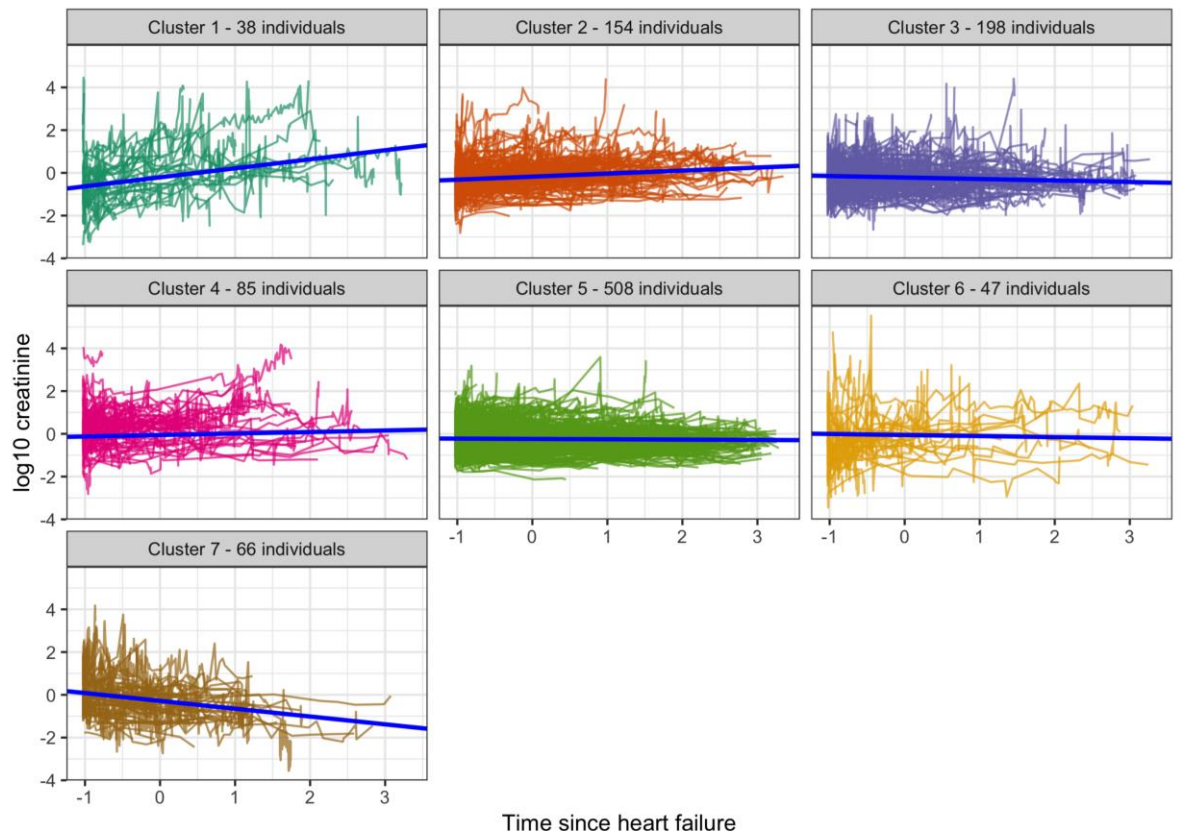 Cluster 1 - 38 individuals
Cluster 2 - 154 individuals
Cluster 3 - 198 individuals
4
2
0
-2
-4
Cluster 4 - 85 individuals
Cluster 5 - 508 individuals
Cluster 6 - 47 individuals
4
2
0
-2
-4
-1 0 1 2 3
-1 0 1 2 3
Cluster 7 - 66 individuals
4
2
0
-2
-4
-1 0 1 2 3
log10 creatinine
Time since heart failure